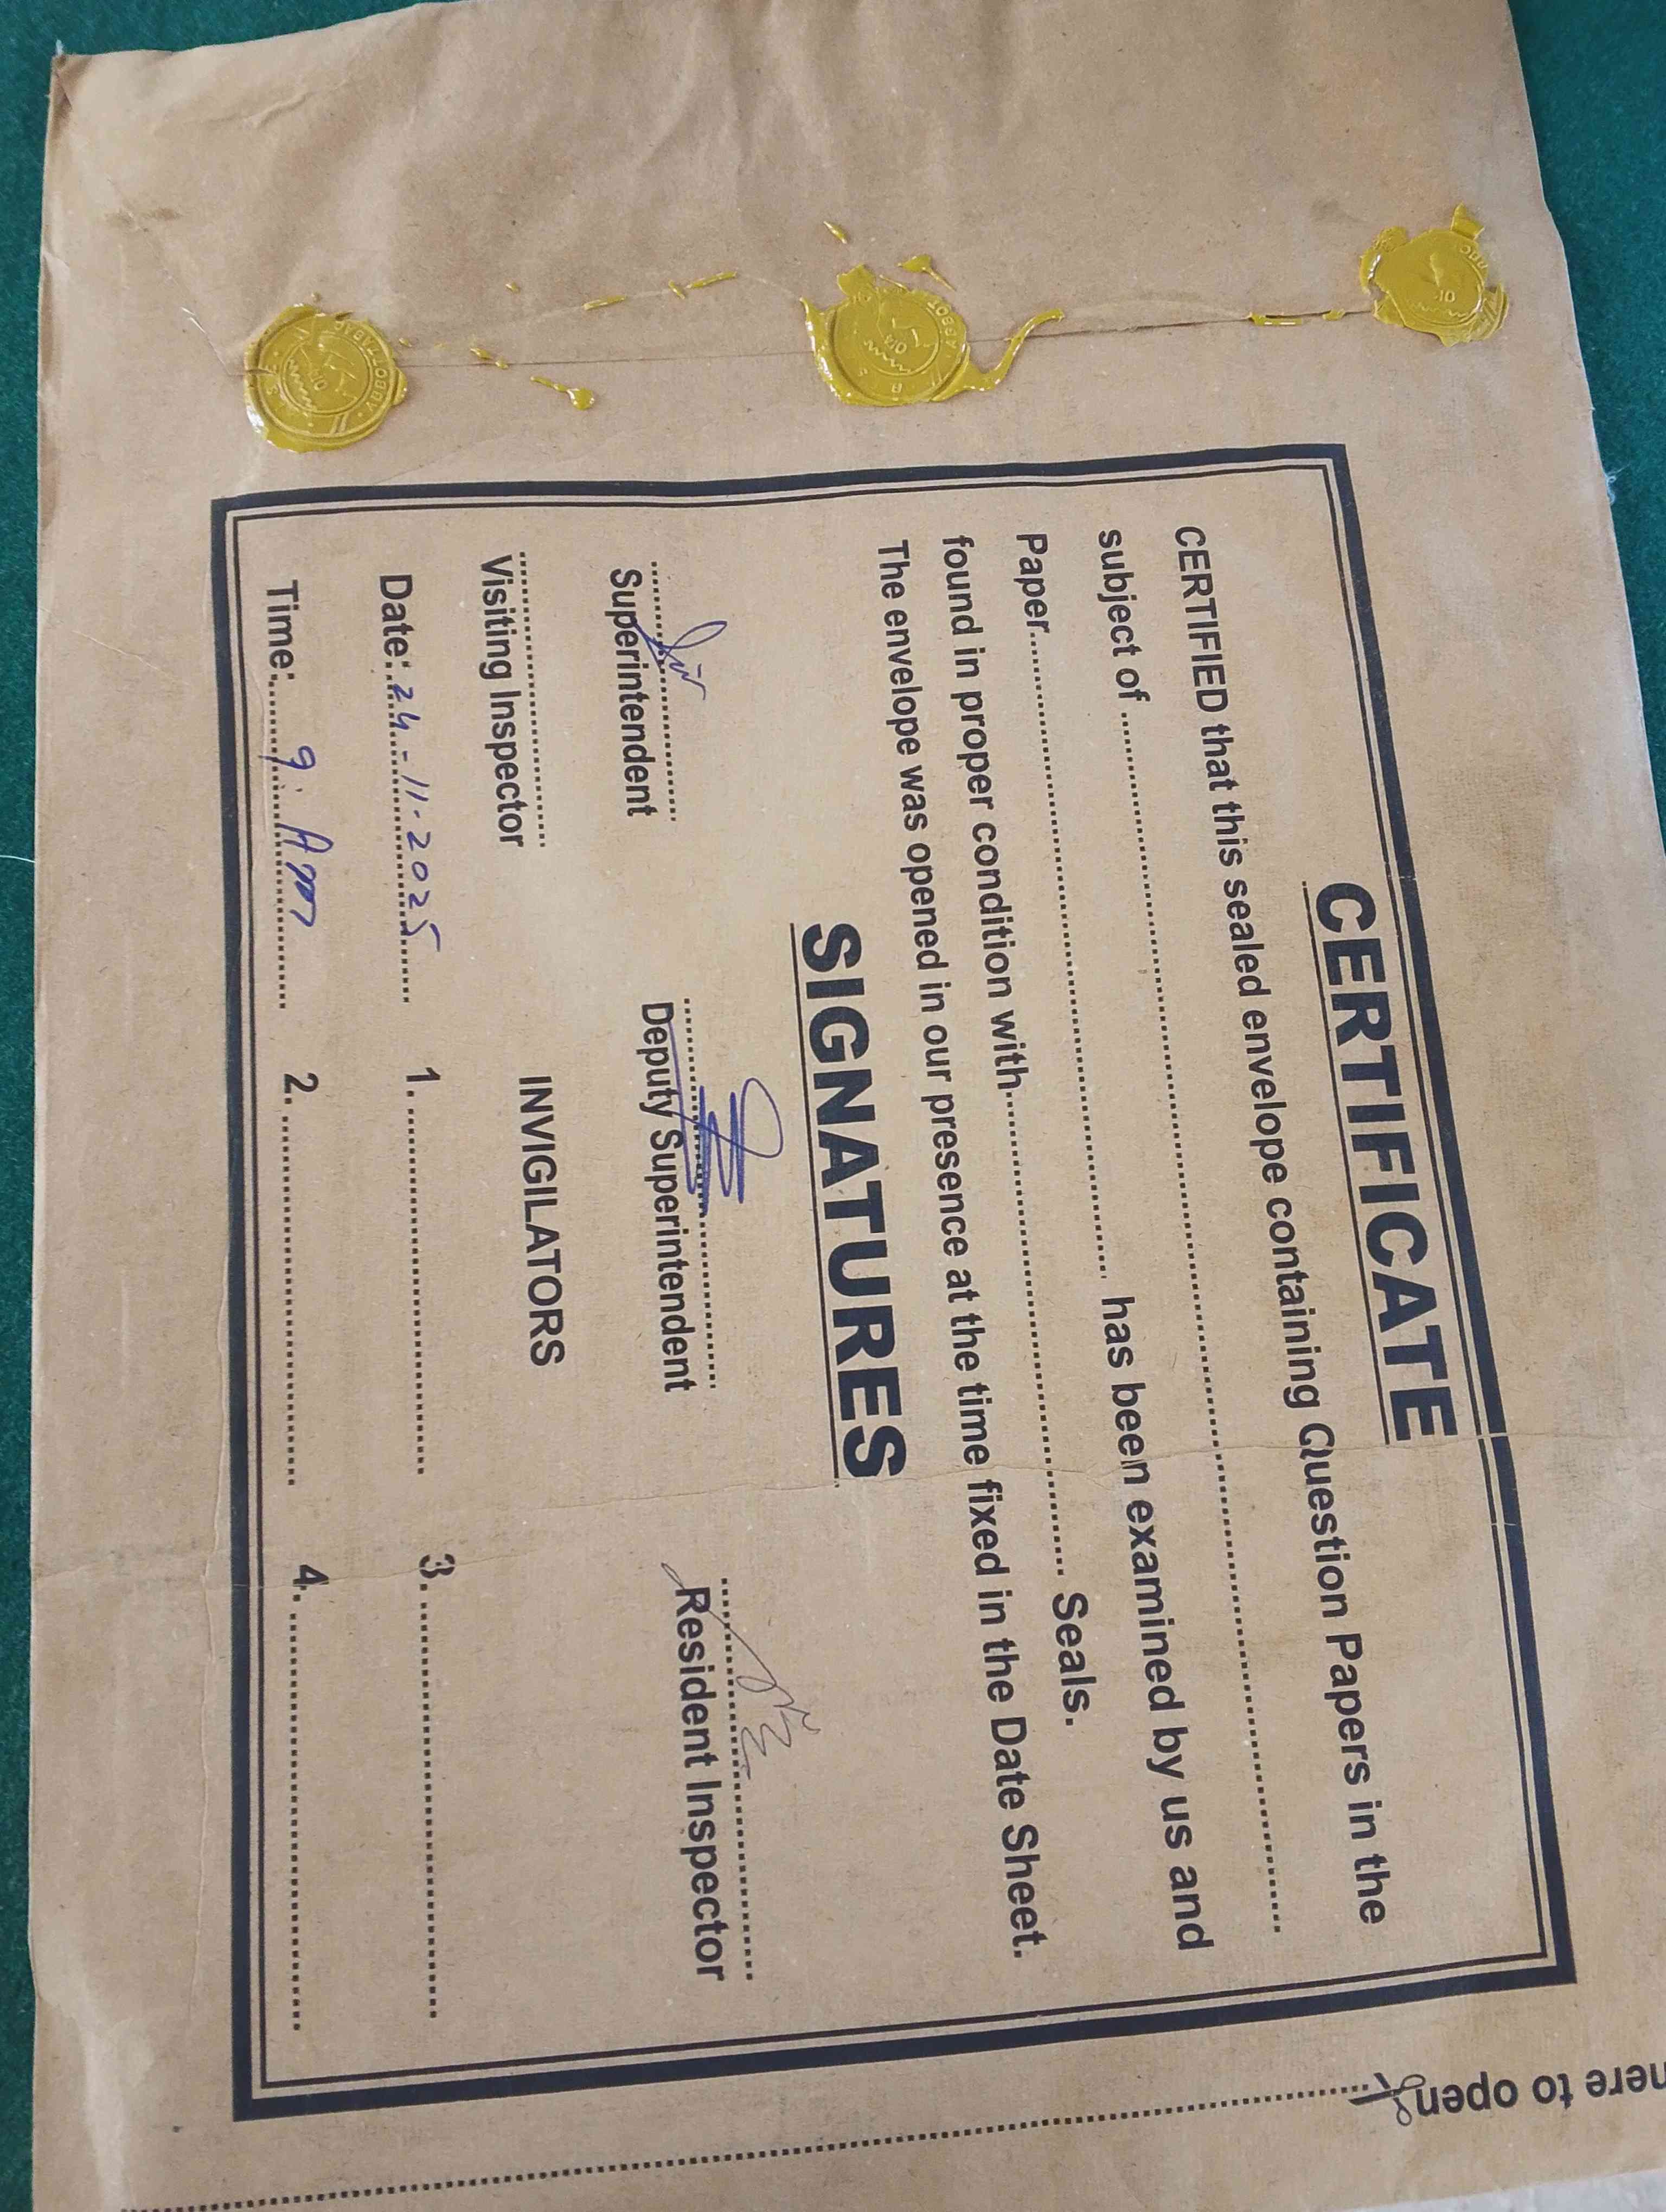 CERTIFICATE
CERTIFIED that this sealed envelope containing Question Papers in the
subject of ................................................
Paper................................ has been examined by us and
found in proper condition with................................ Seals.
The envelope was opened in our presence at the time fixed in the Date Sheet.
SIGNATURES
Superintendent Deputy Superintendent Resident Inspector
Visiting Inspector INVIGILATORS
Date: 24-11-2025 1. ................ 3. ................
Time: 9: Am 2. ................ 4. ................
here to open
ABBOTTABAD
ABBOT